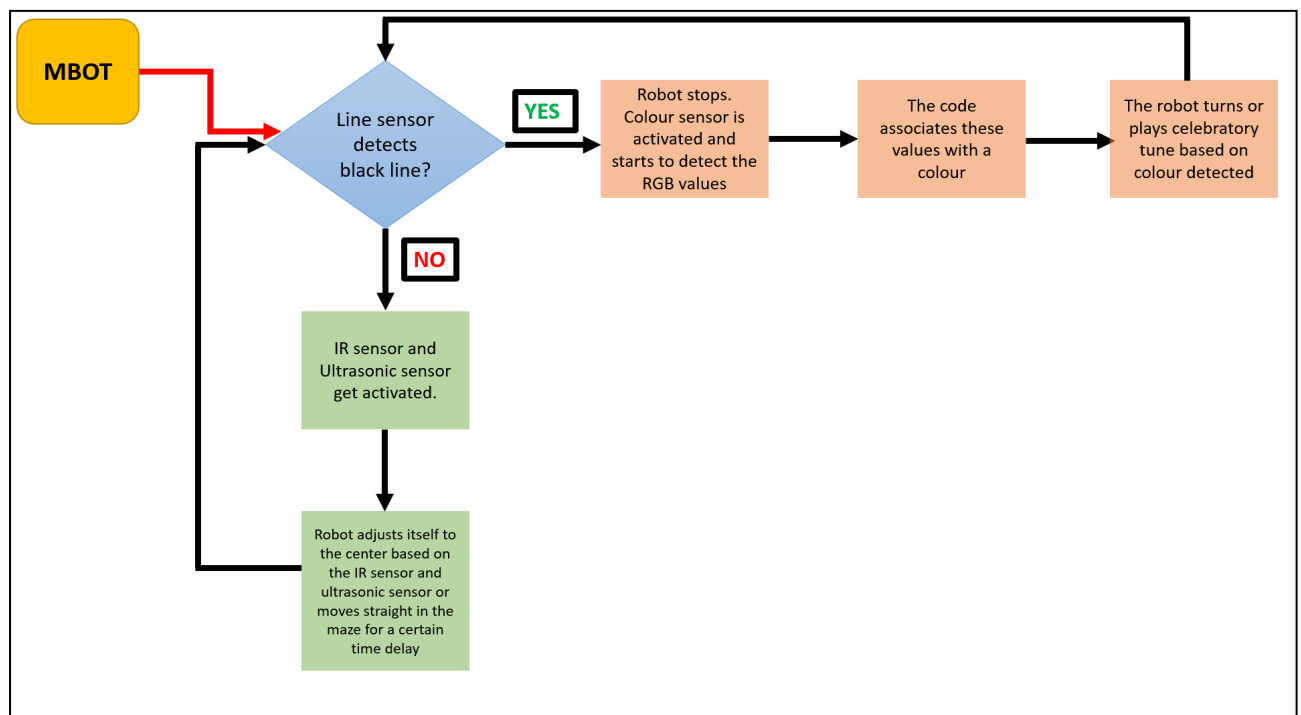 MBOT
Line sensor
detects
black line?
YES
Robot stops.
Colour sensor is
activated and
starts to detect the
RGB values
The code
associates these
values with a
colour
The robot turns or
plays celebratory
tune based on
colour detected
NO
IR sensor and
Ultrasonic sensor
get activated.
Robot adjusts itself to
the center based on
the IR sensor and
ultrasonic sensor or
moves straight in the
maze for a certain
time delay